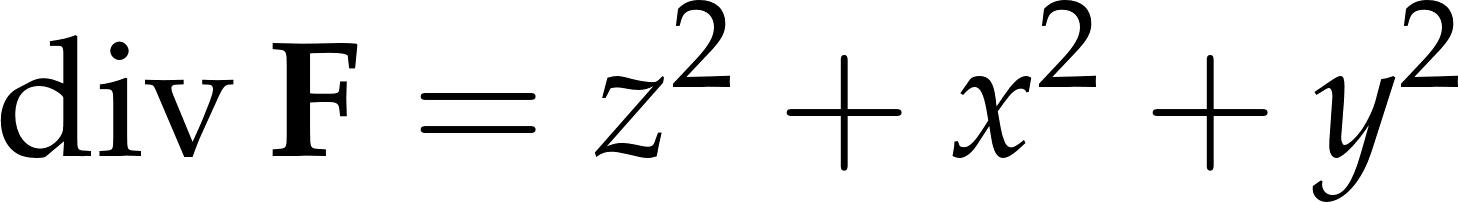 div F = z² + x² + y²